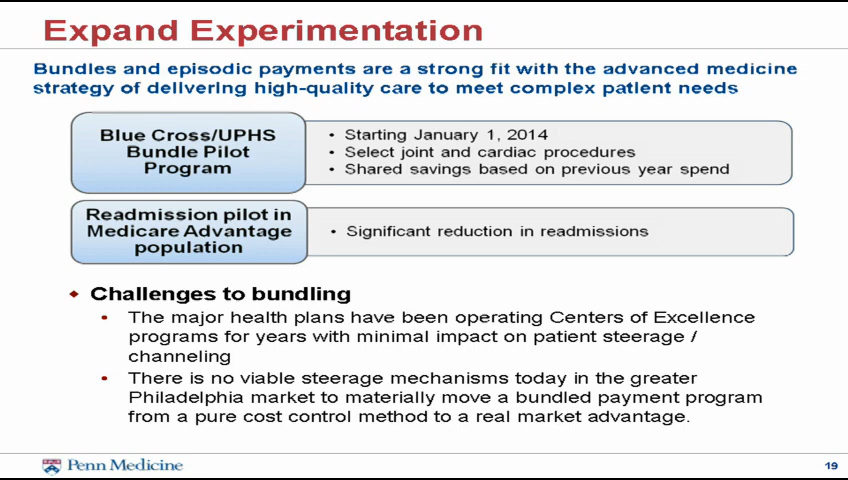 Expand Experimentation
Bundles and episodic payments are a strong fit with the advanced medicine
strategy of delivering high-quality care to meet complex patient needs
Blue Cross/UPHS
Bundle Pilot
Program
• Starting January 1, 2014
• Select joint and cardiac procedures
• Shared savings based on previous year spend
Readmission pilot in
Medicare Advantage
population
• Significant reduction in readmissions
◆ Challenges to bundling
• The major health plans have been operating Centers of Excellence
programs for years with minimal impact on patient steerage /
channeling
• There is no viable steerage mechanisms today in the greater
Philadelphia market to materially move a bundled payment program
from a pure cost control method to a real market advantage.
Penn Medicine
19